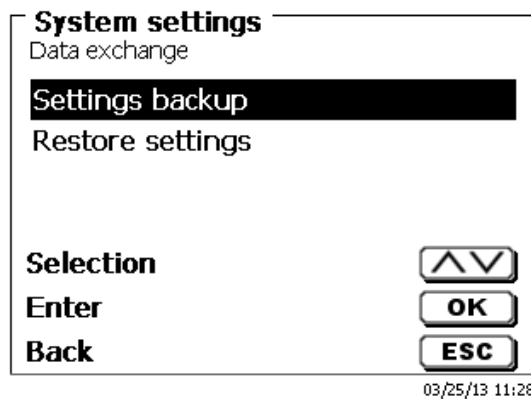 System settings
Data exchange
Settings backup
Restore settings
Selection
Enter OK
Back ESC
03/25/13 11:28